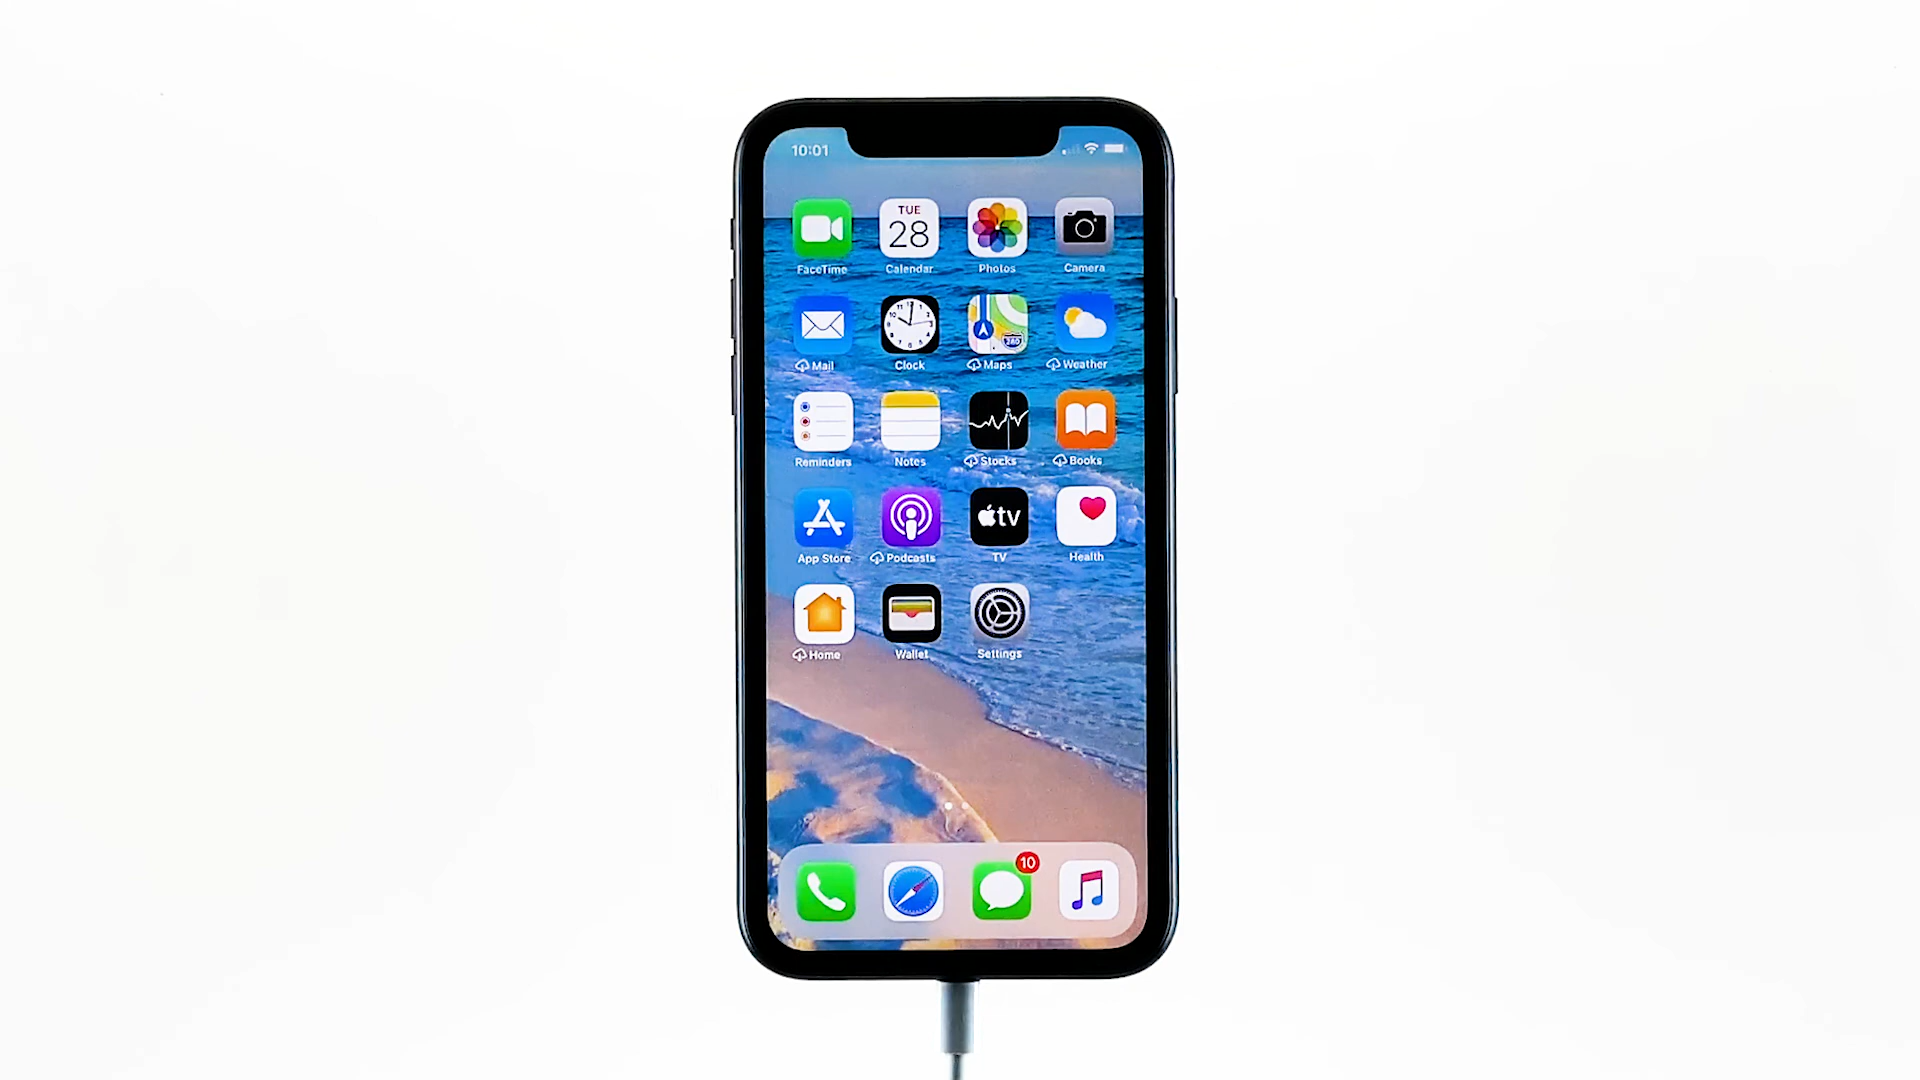 10:01
TUE
28
FaceTime
Calendar
Photos
Camera
280
Mail
Clock
Maps
Weather
Reminders
Notes
Stocks
Books
tv
App Store
Podcasts
TV
Health
Home
Wallet
Settings
10